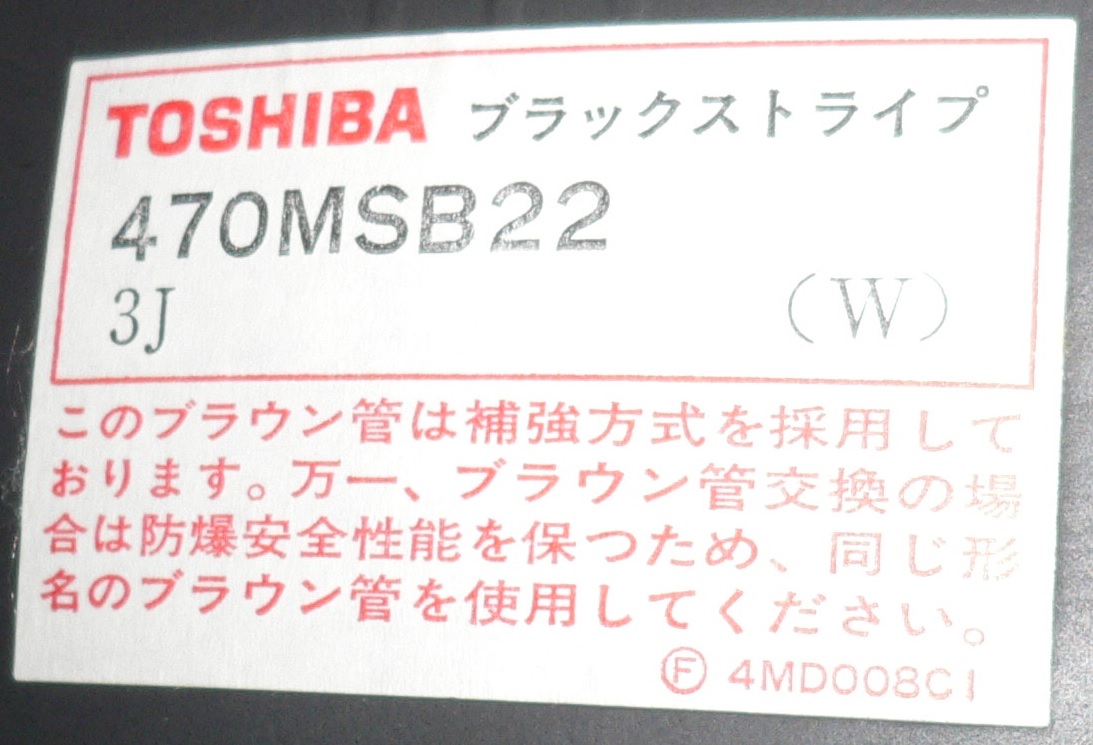 TOSHIBA ブラックストライプ
470MSB22
3J (W)
このブラウン管は補強方式を採用して
おります。万一、ブラウン管交換の場
合は防爆安全性能を保つため、同じ形
名のブラウン管を使用してください。
Ⓕ 4MD008C1